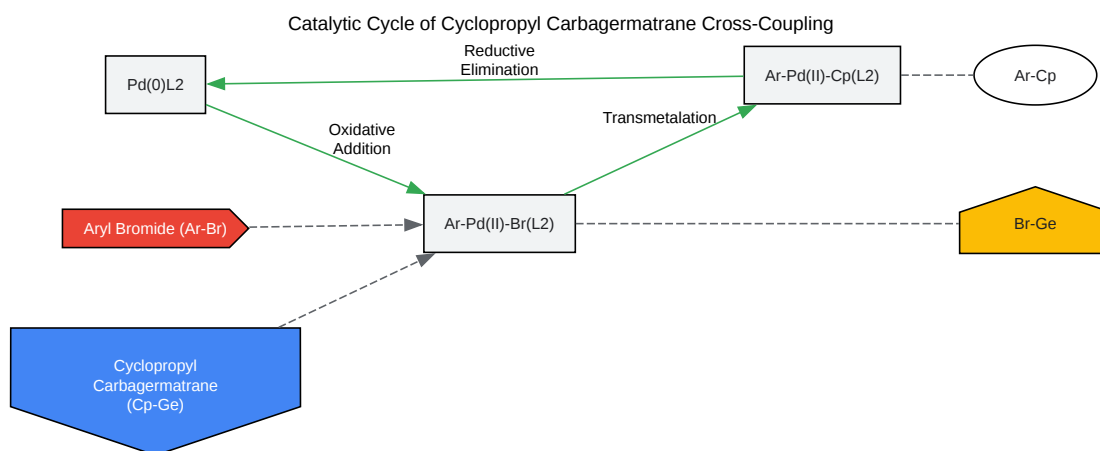 Catalytic Cycle of Cyclopropyl Carbagermatrane Cross-Coupling
Reductive
Elimination
Pd(0)L2
Ar-Pd(II)-Cp(L2)
Ar-Cp
Oxidative
Addition
Transmetalation
Aryl Bromide (Ar-Br)
Ar-Pd(II)-Br(L2)
Br-Ge
Cyclopropyl
Carbagermatrane
(Cp-Ge)